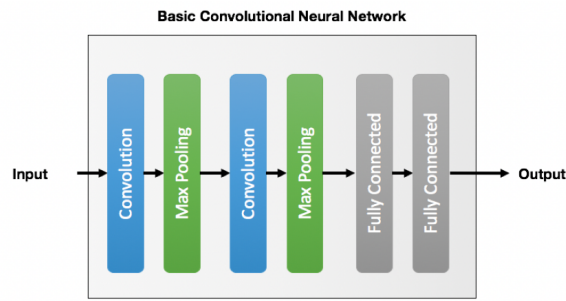 Basic Convolutional Neural Network
Input
Convolution
Max Pooling
Convolution
Max Pooling
Fully Connected
Fully Connected
Output